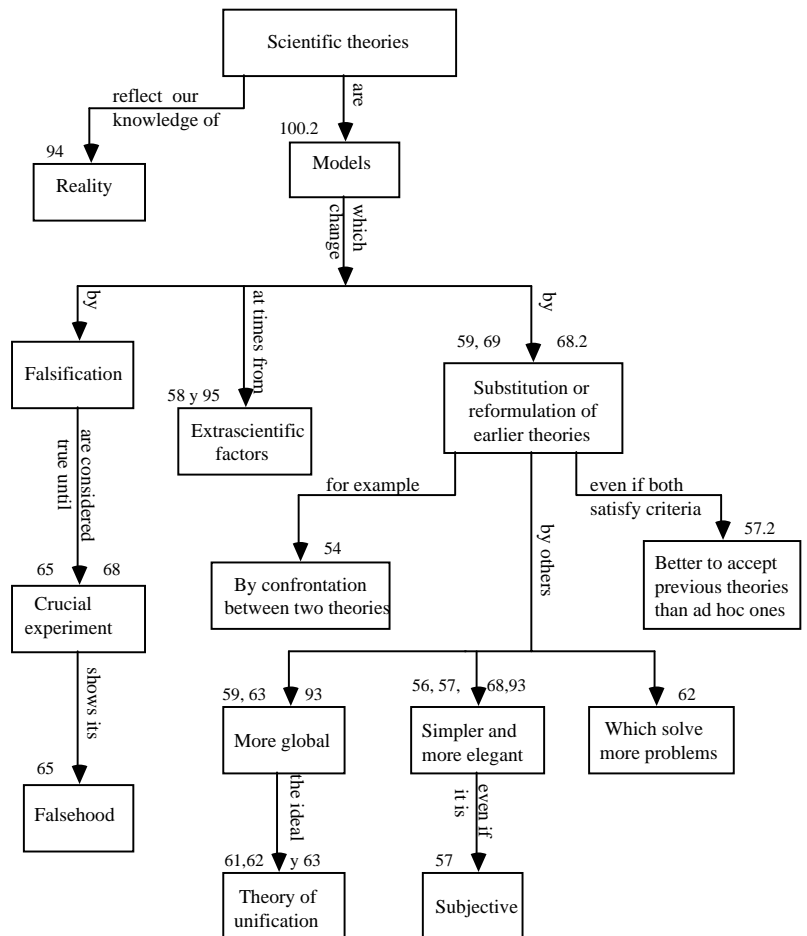 Scientific theories
reflect our
knowledge of
are
94
100.2
Reality
Models
which
change
by
at times from
by
59, 69 68.2
Falsification
58 y 95
Extrascientific
factors
Substitution or
reformulation of
earlier theories
are considered
true until
for example
by others
even if both
satisfy criteria
54
57.2
65 68
Crucial
experiment
By confrontation
between two theories
Better to accept
previous theories
than ad hoc ones
shows its
59, 63 93
56, 57, 68,93
62
More global
Simpler and
more elegant
Which solve
more problems
65
Falsehood
the ideal
even if
it is
61,62 y 63
57
Theory of
unification
Subjective